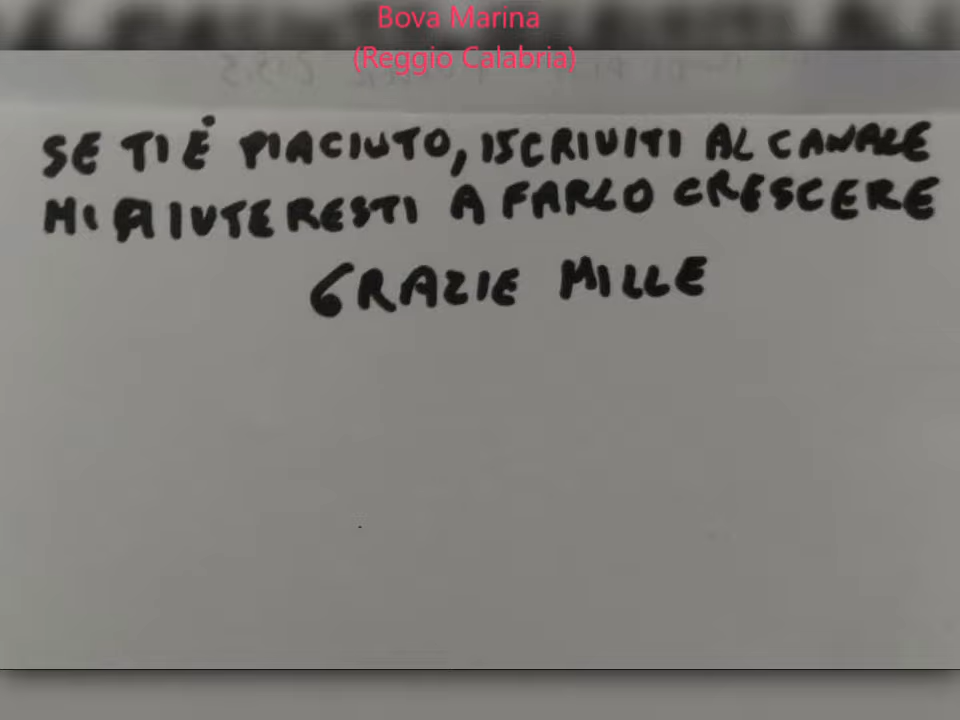 Bova Marina
(Reggio Calabria)
SE TI È PIACIUTO, ISCRIVITI AL CANALE
MI AIUTERESTI A FARLO CRESCERE
GRAZIE MILLE